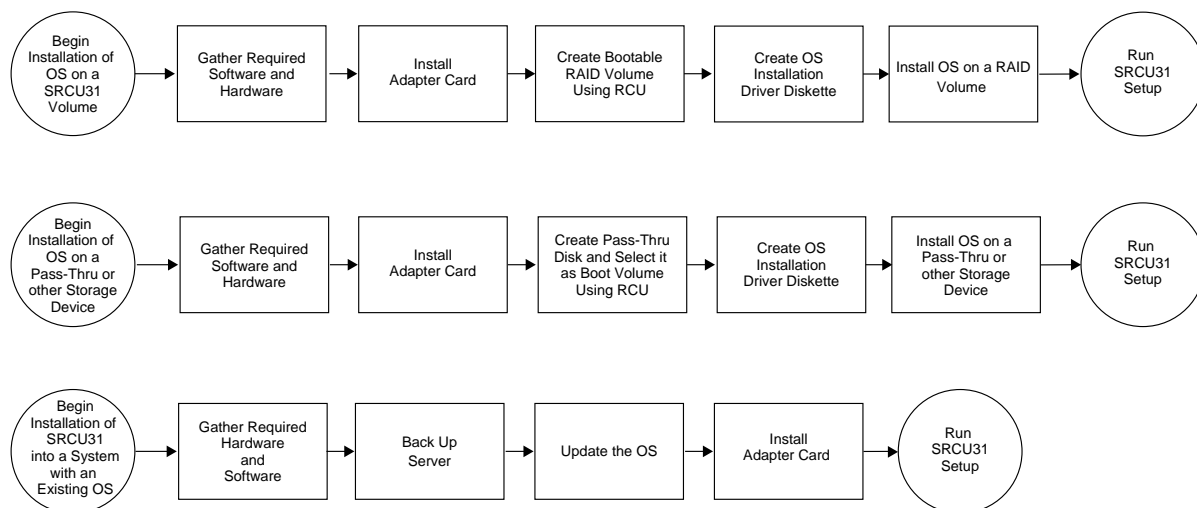 Begin
Installation of
OS on a
SRCU31
Volume
Gather Required
Software and
Hardware
Install
Adapter Card
Create Bootable
RAID Volume
Using RCU
Create OS
Installation
Driver Diskette
Install OS on a RAID
Volume
Run
SRCU31
Setup
Begin
Installation of
OS on a
Pass-Thru or
other Storage
Device
Gather Required
Software and
Hardware
Install
Adapter Card
Create Pass-Thru
Disk and Select it
as Boot Volume
Using RCU
Create OS
Installation
Driver Diskette
Install OS on a
Pass-Thru or
other Storage
Device
Run
SRCU31
Setup
Begin
Installation of
SRCU31
into a System
with an
Existing OS
Gather Required
Hardware
and
Software
Back Up
Server
Update the OS
Install
Adapter Card
Run
SRCU31
Setup